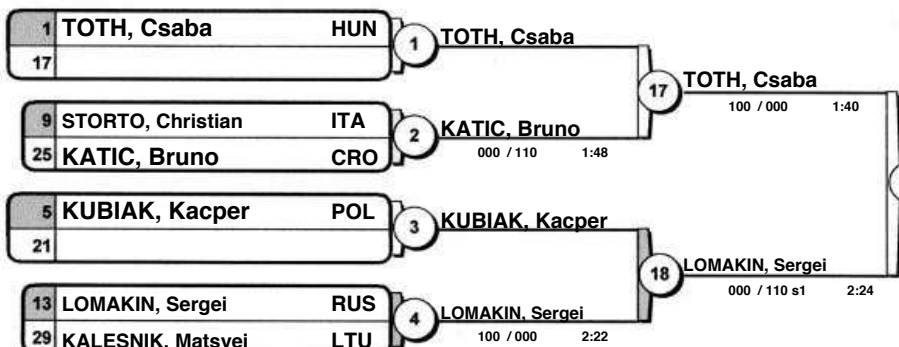 1 TOTH, Csaba HUN
17
1
TOTH, Csaba
9 STORTO, Christian ITA
25 KATIC, Bruno CRO
2
KATIC, Bruno
000 / 110 1:48
17
TOTH, Csaba
100 / 000 1:40
5 KUBIAK, Kacper POL
21
3
KUBIAK, Kacper
13 LOMAKIN, Sergei RUS
29 KALESNIK, Matsvei LTU
4
LOMAKIN, Sergei
100 / 000 2:22
18
LOMAKIN, Sergei
000 / 110 s1 2:24